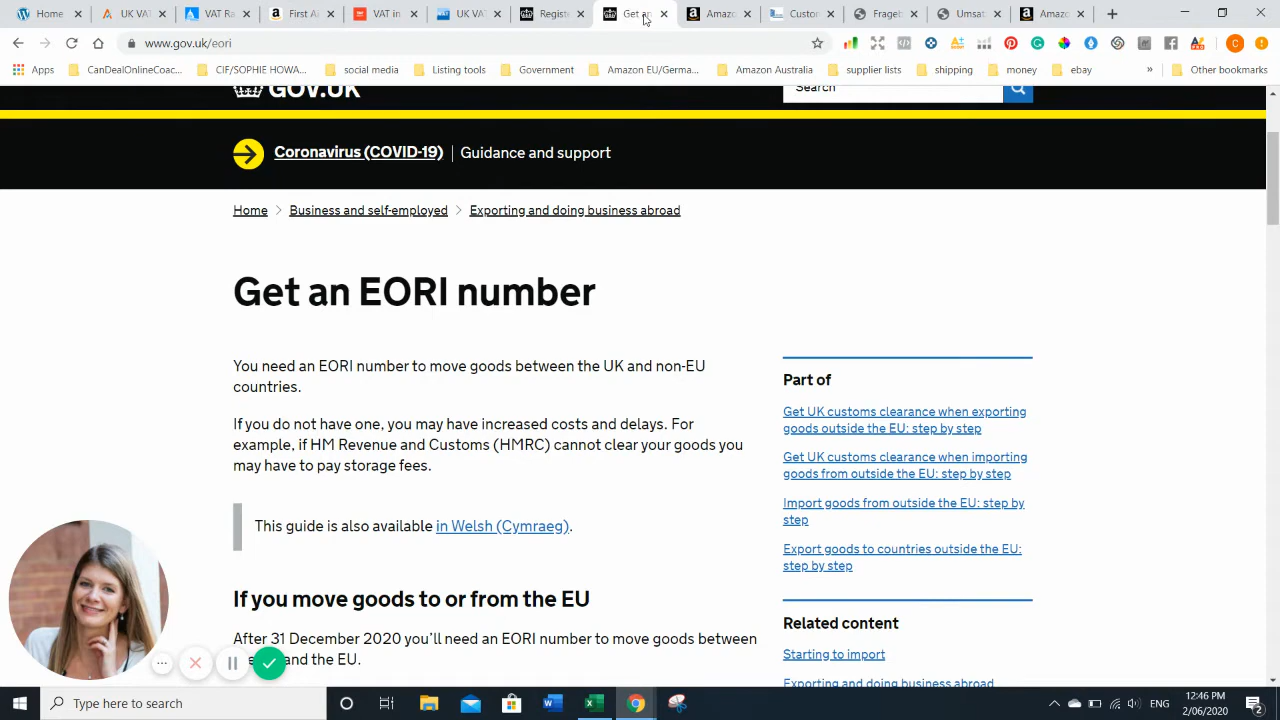 Home
UK VAT
VAT Ra
First Al
VAT in
UK VAT
Registe
Get an
Amazo
Custom
Frageb
Umsat
Amazo
www.gov.uk/eori
Apps
CanDealOnlineCoac...
CIF/SOPHIE HOWA...
social media
Listing tools
Government
Amazon EU/Germa...
Amazon Australia
supplier lists
shipping
money
ebay
»
Other bookmarks
GOV.UK
Search
Coronavirus (COVID-19) | Guidance and support
Home > Business and self-employed > Exporting and doing business abroad
Get an EORI number
You need an EORI number to move goods between the UK and non-EU
countries.
If you do not have one, you may have increased costs and delays. For
example, if HM Revenue and Customs (HMRC) cannot clear your goods you
may have to pay storage fees.
This guide is also available in Welsh (Cymraeg).
If you move goods to or from the EU
After 31 December 2020 you'll need an EORI number to move goods between
and the EU.
Part of
Get UK customs clearance when exporting
goods outside the EU: step by step
Get UK customs clearance when importing
goods from outside the EU: step by step
Import goods from outside the EU: step by
step
Export goods to countries outside the EU:
step by step
Related content
Starting to import
Exporting and doing business abroad
Type here to search
ENG
12:46 PM
2/06/2020
2